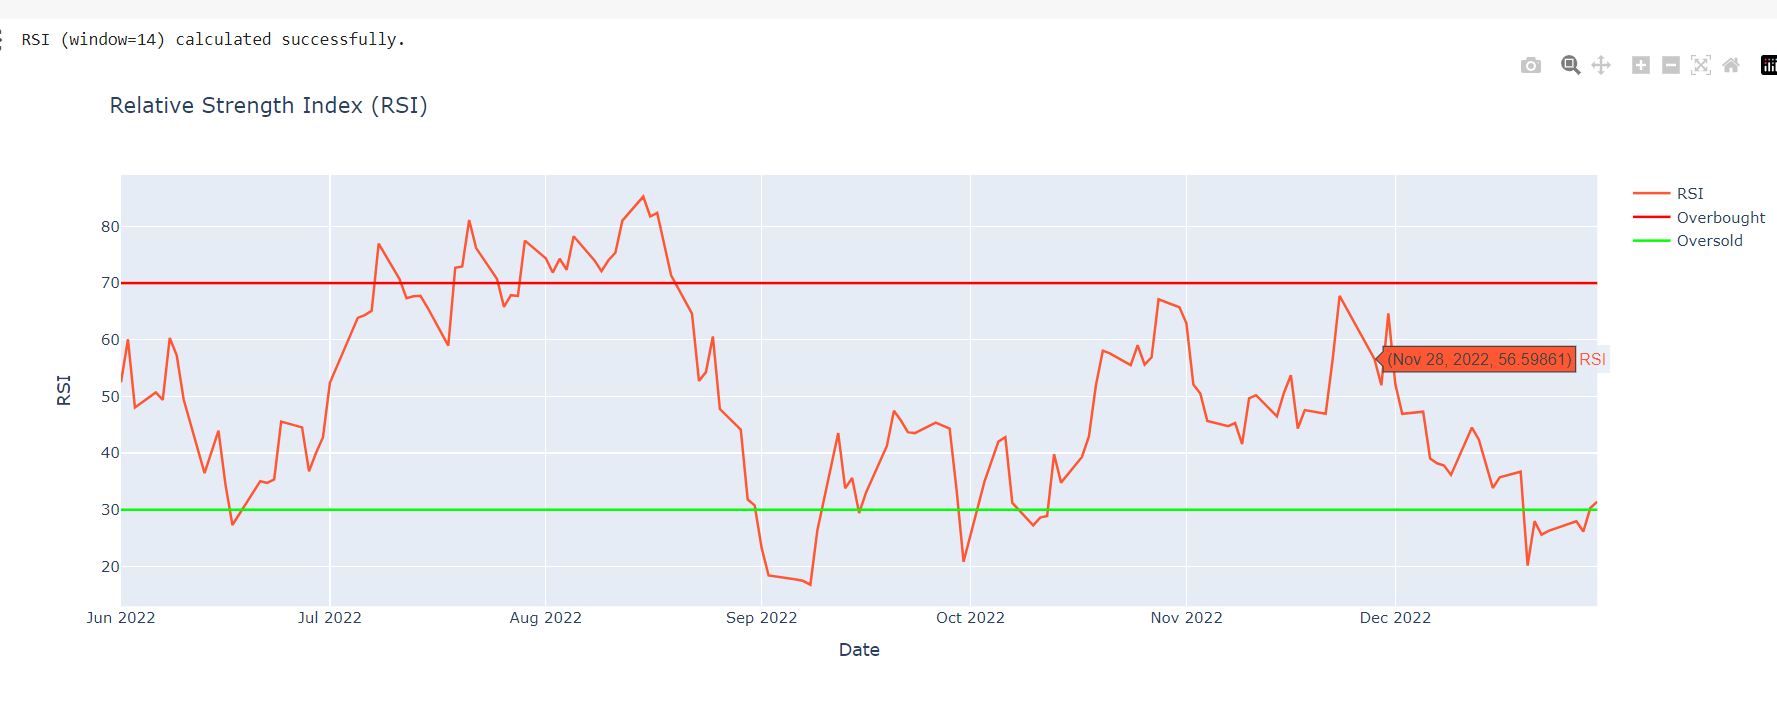 RSI (window=14) calculated successfully.
Relative Strength Index (RSI)
RSI
Overbought
Oversold
80
70
60
50
40
30
20
RSI
(Nov 28, 2022, 56.59861) RSI
Jun 2022 Jul 2022 Aug 2022 Sep 2022 Oct 2022 Nov 2022 Dec 2022
Date